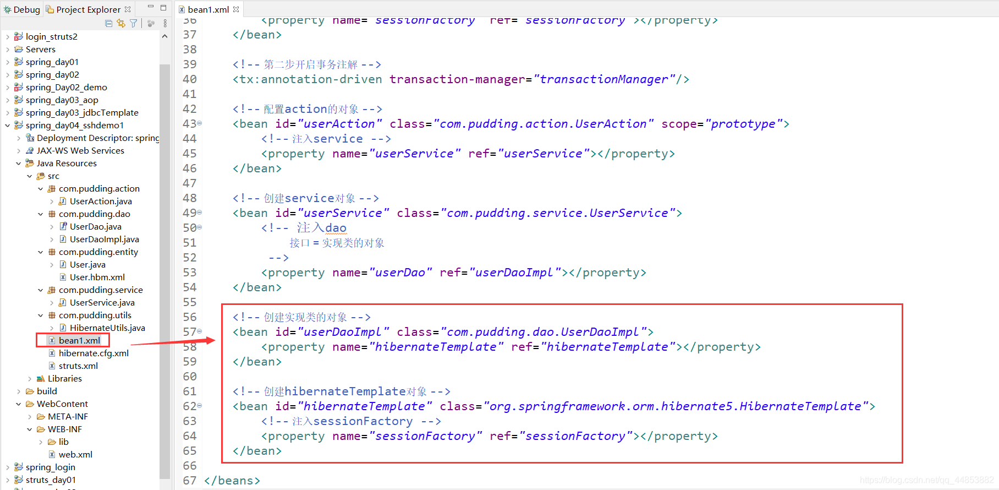 Debug
Project Explorer
login_struts2
Servers
spring_day01
spring_day02
spring_Day02_demo
spring_day03_aop
spring_day03_jdbcTemplate
spring_day04_sshdemo1
Deployment Descriptor: spring
JAX-WS Web Services
Java Resources
src
com.pudding.action
UserAction.java
com.pudding.dao
UserDao.java
UserDaoImpl.java
com.pudding.entity
User.java
User.hbm.xml
com.pudding.service
UserService.java
com.pudding.utils
HibernateUtils.java
bean1.xml
hibernate.cfg.xml
struts.xml
Libraries
build
WebContent
META-INF
WEB-INF
lib
web.xml
spring_login
struts_day01
bean1.xml
36 <property name="sessionFactory" ref="sessionFactory"></property>
37 </bean>
38
39 <!-- 第二步开启事务注解 -->
40 <tx:annotation-driven transaction-manager="transactionManager"/>
41
42 <!-- 配置action的对象 -->
43 <bean id="userAction" class="com.pudding.action.UserAction" scope="prototype">
44 <!-- 注入service -->
45 <property name="userService" ref="userService"></property>
46 </bean>
47
48 <!-- 创建service对象 -->
49 <bean id="userService" class="com.pudding.service.UserService">
50 <!-- 注入dao
51 接口 = 实现类的对象
52 -->
53 <property name="userDao" ref="userDaoImpl"></property>
54 </bean>
55
56 <!-- 创建实现类的对象 -->
57 <bean id="userDaoImpl" class="com.pudding.dao.UserDaoImpl">
58 <property name="hibernateTemplate" ref="hibernateTemplate"></property>
59 </bean>
60
61 <!-- 创建hibernateTemplate对象 -->
62 <bean id="hibernateTemplate" class="org.springframework.orm.hibernate5.HibernateTemplate">
63 <!-- 注入sessionFactory -->
64 <property name="sessionFactory" ref="sessionFactory"></property>
65 </bean>
66
67 </beans>
https://blog.csdn.net/qq_44853882